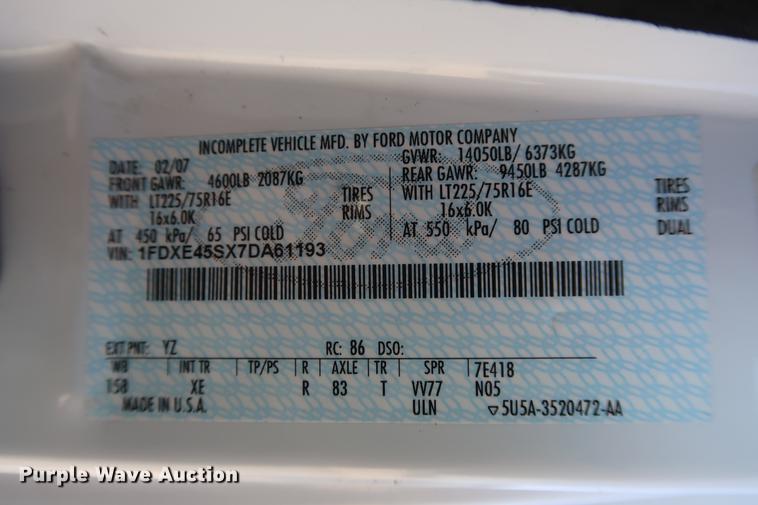 INCOMPLETE VEHICLE MFD. BY FORD MOTOR COMPANY
DATE: 02/07 GVWR: 14050LB/ 6373KG
FRONT GAWR: 4600LB 2087KG REAR GAWR: 9450LB 4287KG
WITH LT225/75R16E TIRES WITH LT225/75R16E TIRES
16x6.0K RIMS 16x6.0K RIMS
AT 450 kPa/ 65 PSI COLD AT 550 kPa/ 80 PSI COLD DUAL
VIN: 1FDXE45SX7DA61193
EXT PNT: YZ RC: 86 DSO:
WB INT TR TP/PS R AXLE TR SPR 7E418
158 XE R 83 T VV77 N05
MADE IN U.S.A. ULN ▽5U5A-3520472-AA
Purple Wave Auction